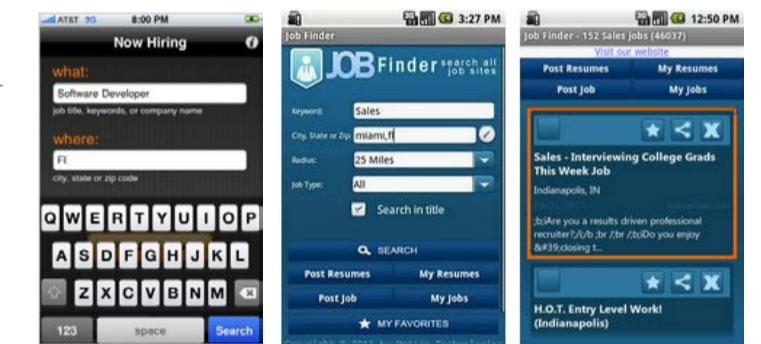 AT&T 3G 8:00 PM
Now Hiring
what:
Software Developer
job title, keywords, or company name
where:
Fl
city, state or zip code
Q W E R T Y U I O P
A S D F G H J K L
Z X C V B N M
123 space Search
3G 3:27 PM
Job Finder
JOB Finder search all
job sites
Keyword: Sales
City, State or Zip: miami,fl
Radius: 25 Miles
Job Type: All
Search in title
SEARCH
Post Resumes My Resumes
Post Job My Jobs
MY FAVORITES
3G 12:50 PM
Job Finder - 152 Sales jobs (46037)
Visit our website
Post Resumes My Resumes
Post Job My Jobs
Sales - Interviewing College Grads
This Week Job
Indianapolis, IN
;b;iAre you a results driven professional
recruiter?;/i;/b ;br /;br /;b;iDo you enjoy
&#39;closing t...
H.O.T. Entry Level Work!
(Indianapolis)